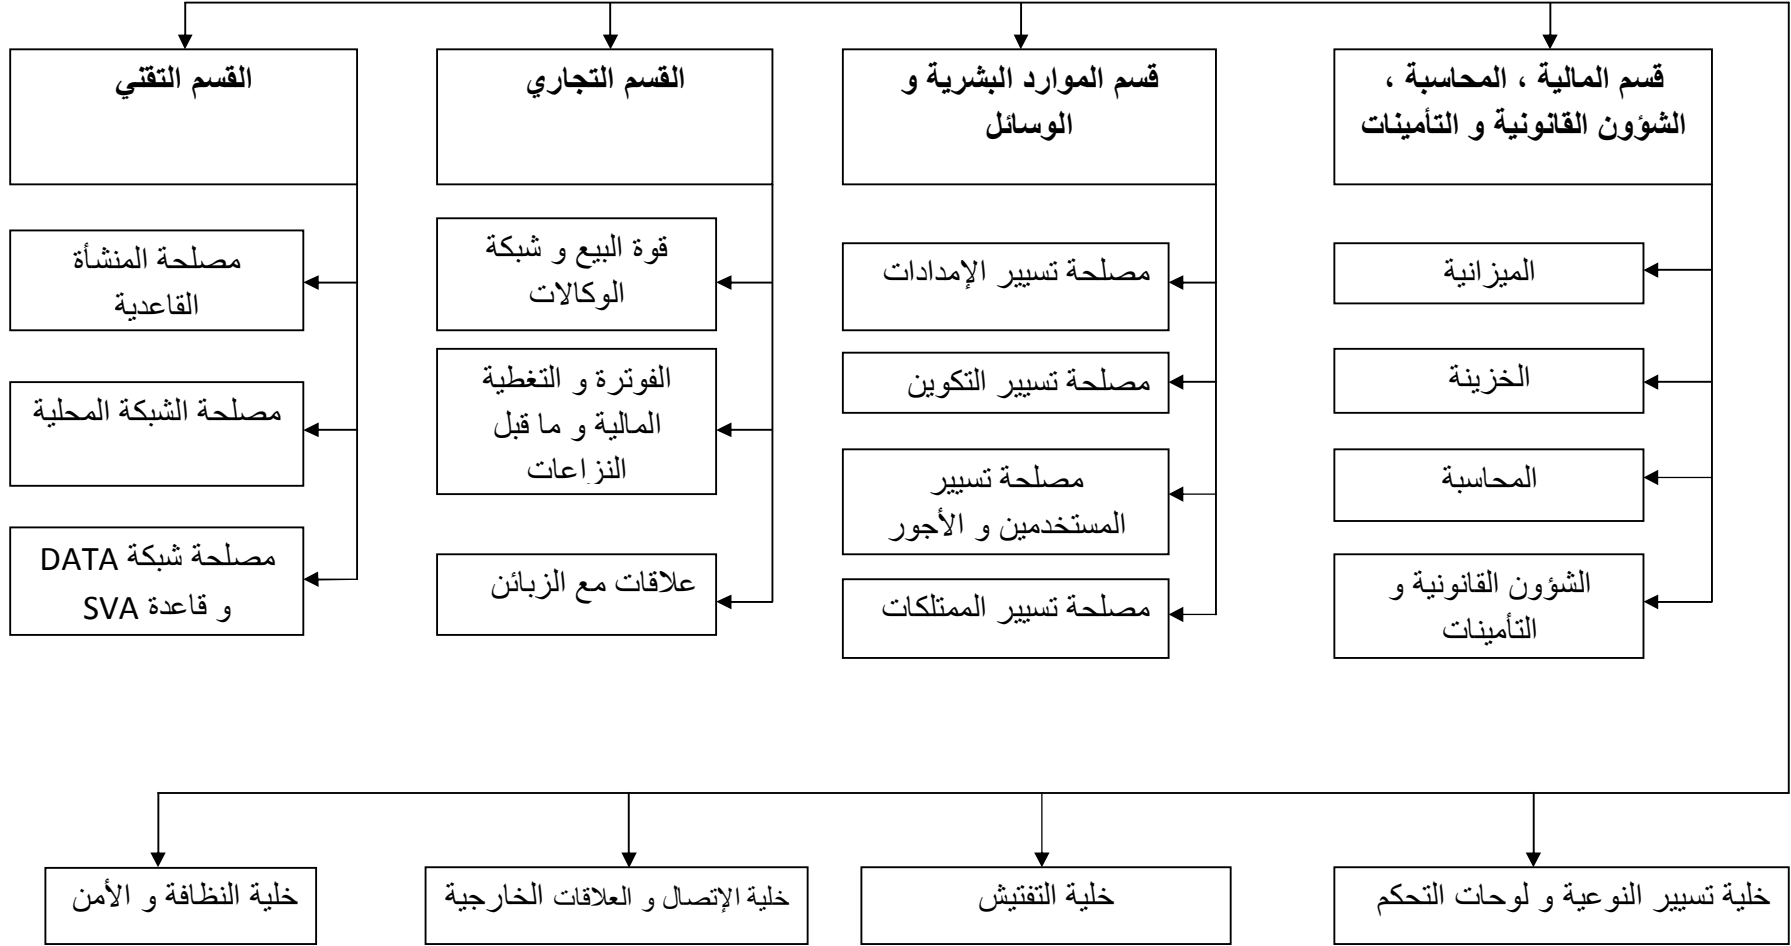 قسم المالية ، المحاسبة ،
الشؤون القانونية و التأمينات
قسم الموارد البشرية و
الوسائل
القسم التجاري
القسم التقني
الميزانية
الخزينة
المحاسبة
الشؤون القانونية و
التأمينات
مصلحة تسيير الإمدادات
مصلحة تسيير التكوين
مصلحة تسيير
المستخدمين و الأجور
مصلحة تسيير الممتلكات
قوة البيع و شبكة
الوكالات
الفوترة و التغطية
المالية و ما قبل
النزاعات
علاقات مع الزبائن
مصلحة المنشأة
القاعدية
مصلحة الشبكة المحلية
مصلحة شبكة DATA
و قاعدة SVA
خلية تسيير النوعية و لوحات التحكم
خلية التفتيش
خلية الإتصال و العلاقات الخارجية
خلية النظافة و الأمن